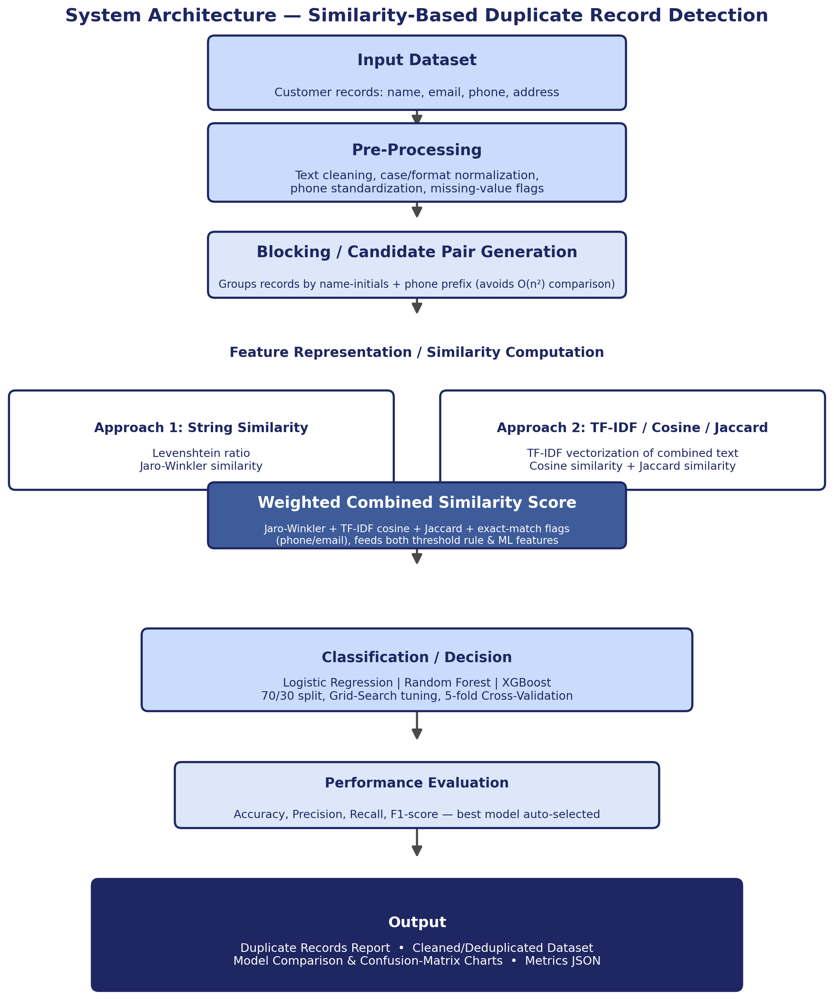 System Architecture — Similarity-Based Duplicate Record Detection
Input Dataset
Customer records: name, email, phone, address
Pre-Processing
Text cleaning, case/format normalization,
phone standardization, missing-value flags
Blocking / Candidate Pair Generation
Groups records by name-initials + phone prefix (avoids O(n²) comparison)
Feature Representation / Similarity Computation
Approach 1: String Similarity
Levenshtein ratio
Jaro-Winkler similarity
Approach 2: TF-IDF / Cosine / Jaccard
TF-IDF vectorization of combined text
Cosine similarity + Jaccard similarity
Weighted Combined Similarity Score
Jaro-Winkler + TF-IDF cosine + Jaccard + exact-match flags
(phone/email), feeds both threshold rule & ML features
Classification / Decision
Logistic Regression | Random Forest | XGBoost
70/30 split, Grid-Search tuning, 5-fold Cross-Validation
Performance Evaluation
Accuracy, Precision, Recall, F1-score — best model auto-selected
Output
Duplicate Records Report • Cleaned/Deduplicated Dataset
Model Comparison & Confusion-Matrix Charts • Metrics JSON